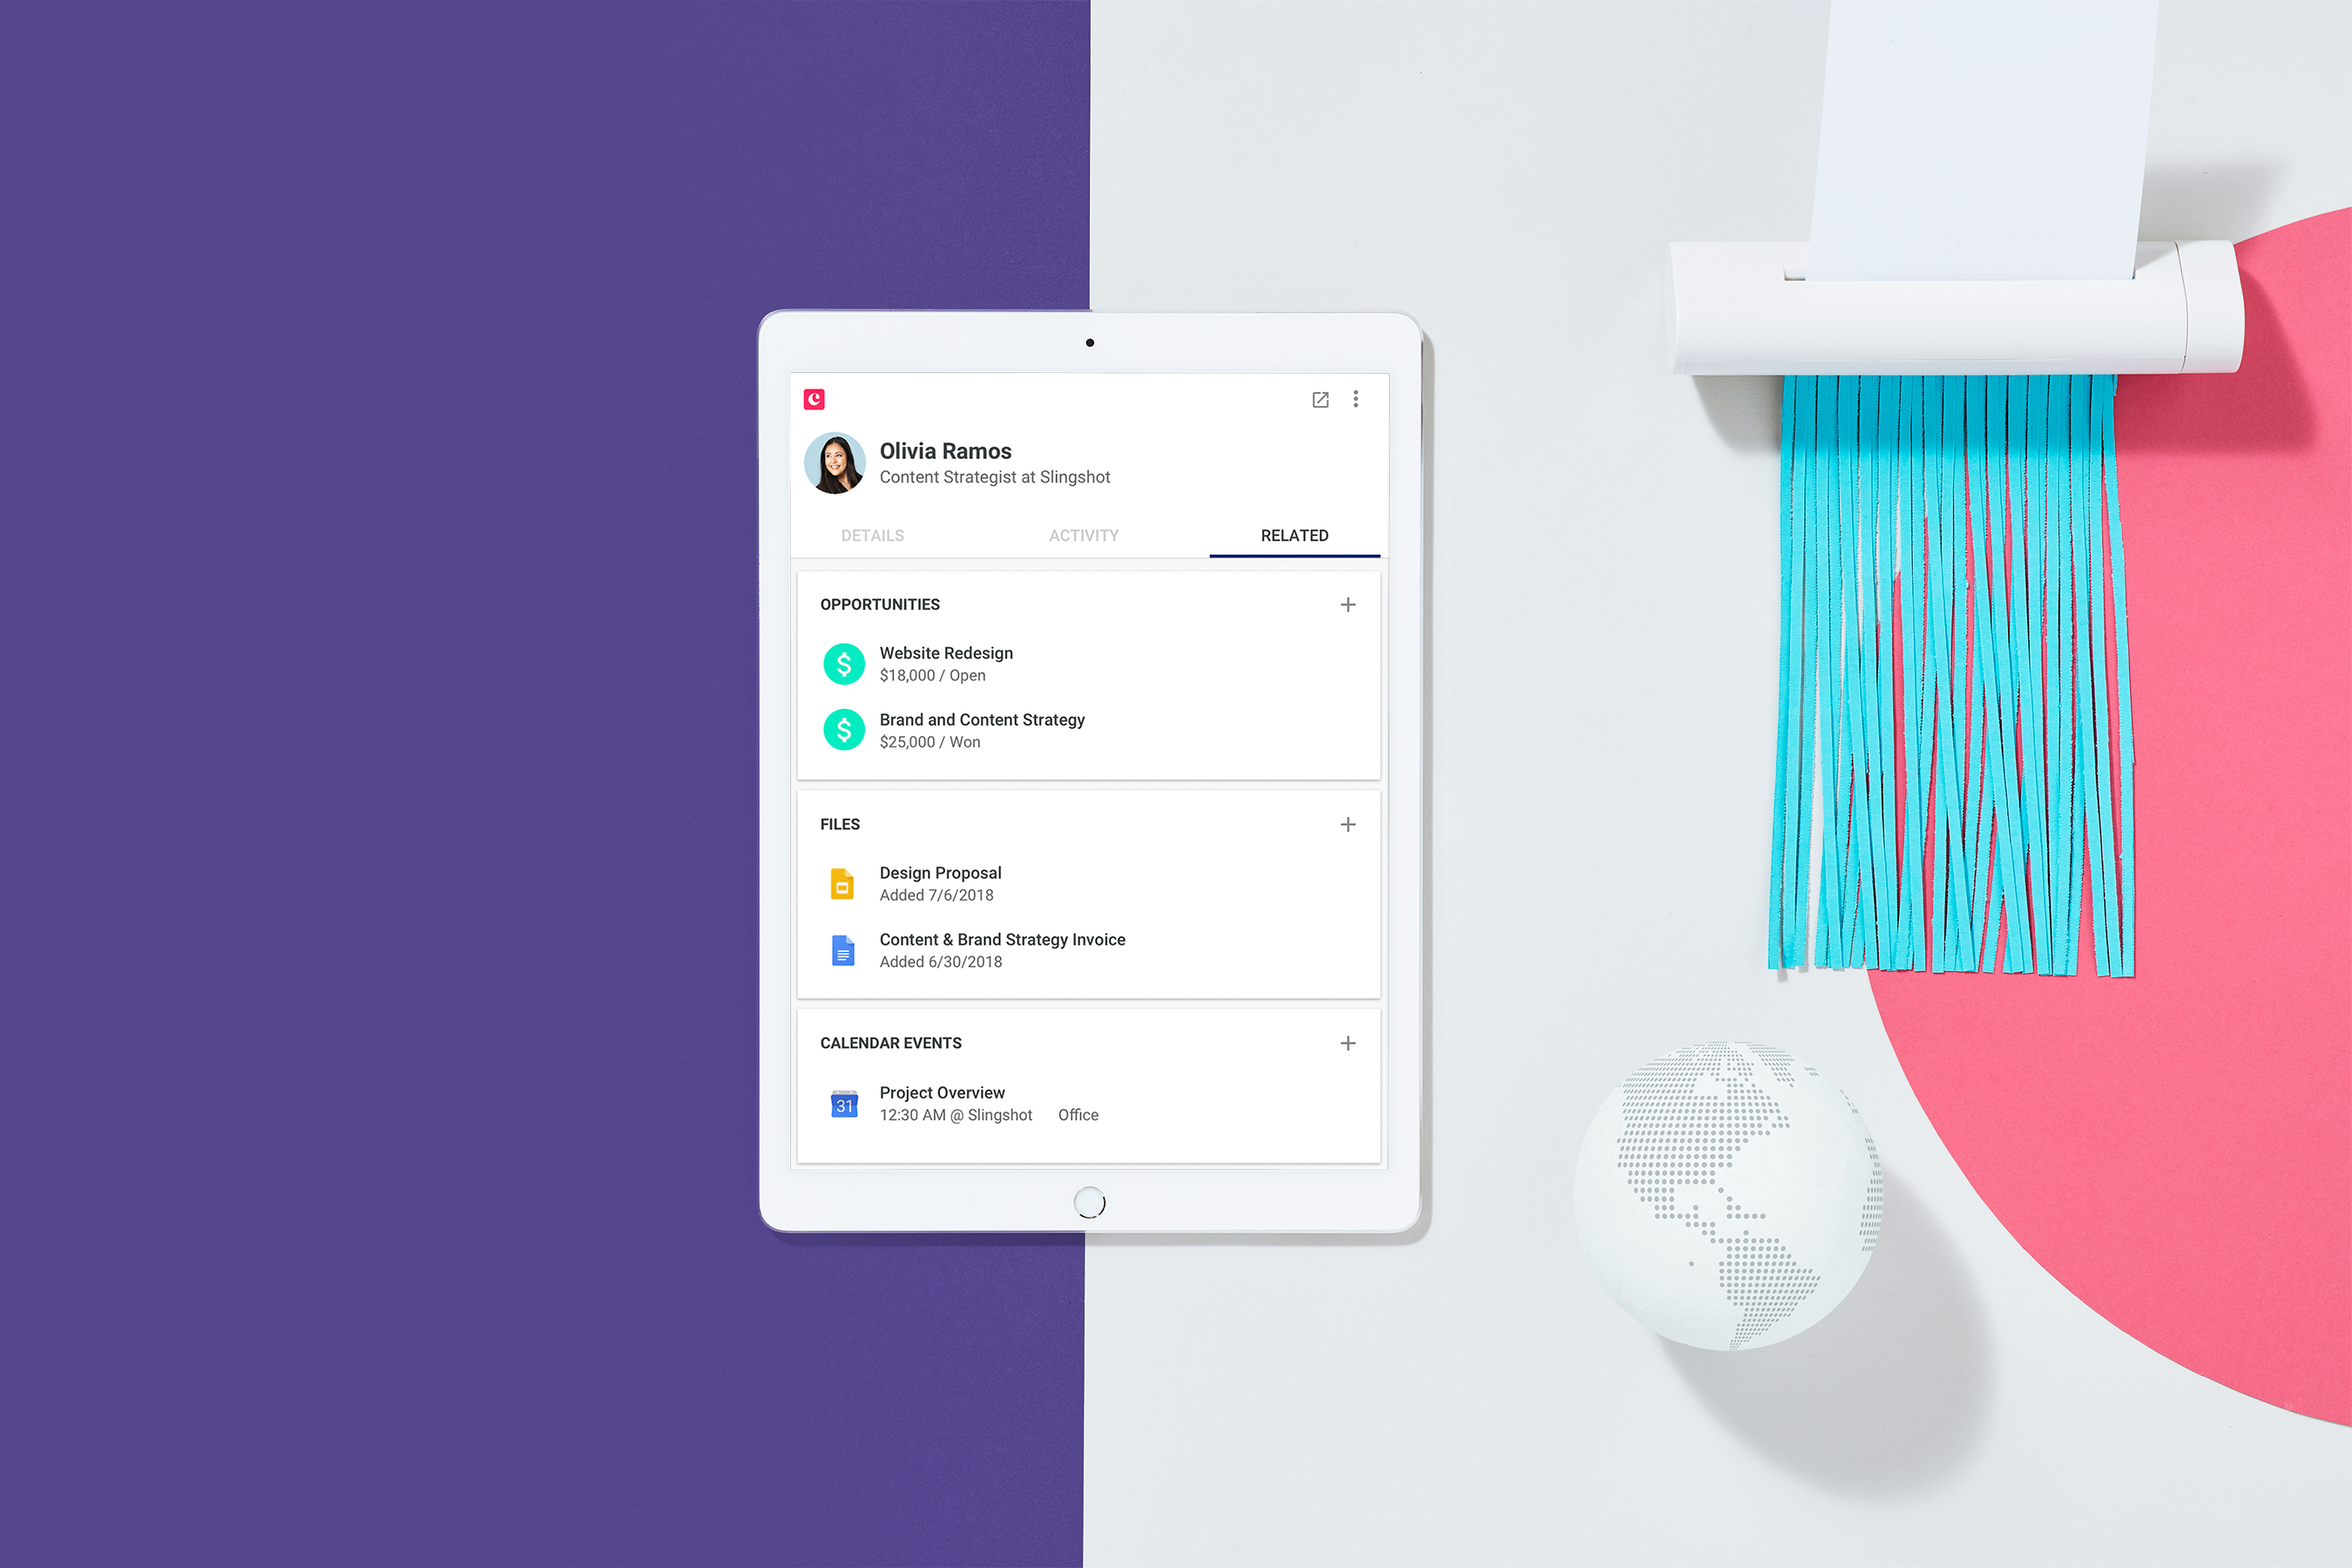 Olivia Ramos
Content Strategist at Slingshot
DETAILS ACTIVITY RELATED
OPPORTUNITIES
Website Redesign
$18,000 / Open
Brand and Content Strategy
$25,000 / Won
FILES
Design Proposal
Added 7/6/2018
Content & Brand Strategy Invoice
Added 6/30/2018
CALENDAR EVENTS
31
Project Overview
12:30 AM @ Slingshot Office